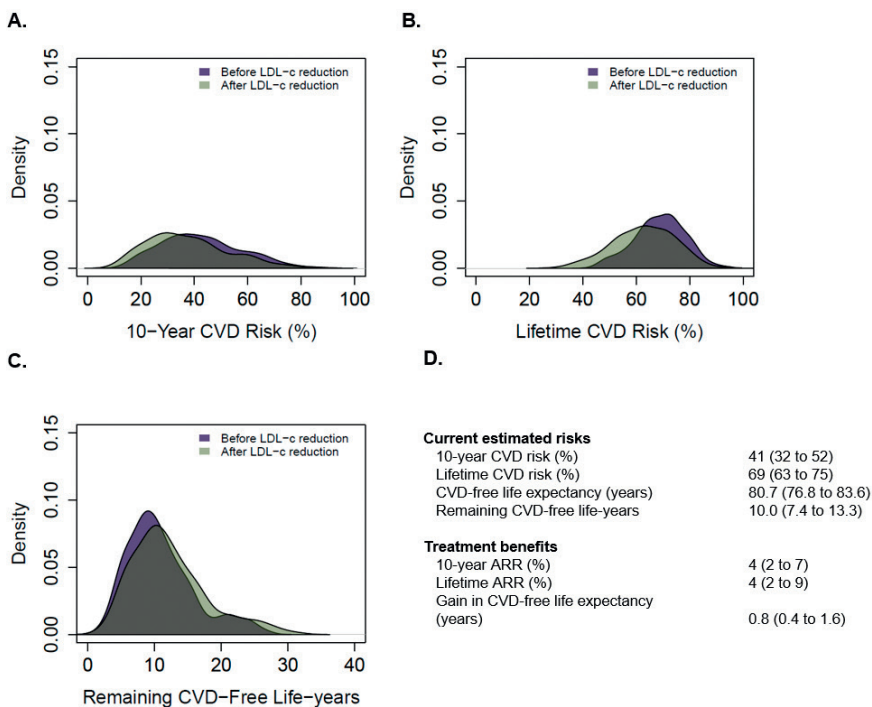 A.
Before LDL-c reduction
After LDL-c reduction
Density
0.00
0.05
0.10
0.15
0 20 40 60 80 100
10−Year CVD Risk (%)
B.
Before LDL-c reduction
After LDL-c reduction
Density
0.00
0.05
0.10
0.15
0 20 40 60 80 100
Lifetime CVD Risk (%)
C.
Before LDL-c reduction
After LDL-c reduction
Density
0.00
0.05
0.10
0.15
0 10 20 30 40
Remaining CVD−Free Life−years
D.
Current estimated risks
10-year CVD risk (%) 41 (32 to 52)
Lifetime CVD risk (%) 69 (63 to 75)
CVD-free life expectancy (years) 80.7 (76.8 to 83.6)
Remaining CVD-free life-years 10.0 (7.4 to 13.3)
Treatment benefits
10-year ARR (%) 4 (2 to 7)
Lifetime ARR (%) 4 (2 to 9)
Gain in CVD-free life expectancy
(years) 0.8 (0.4 to 1.6)